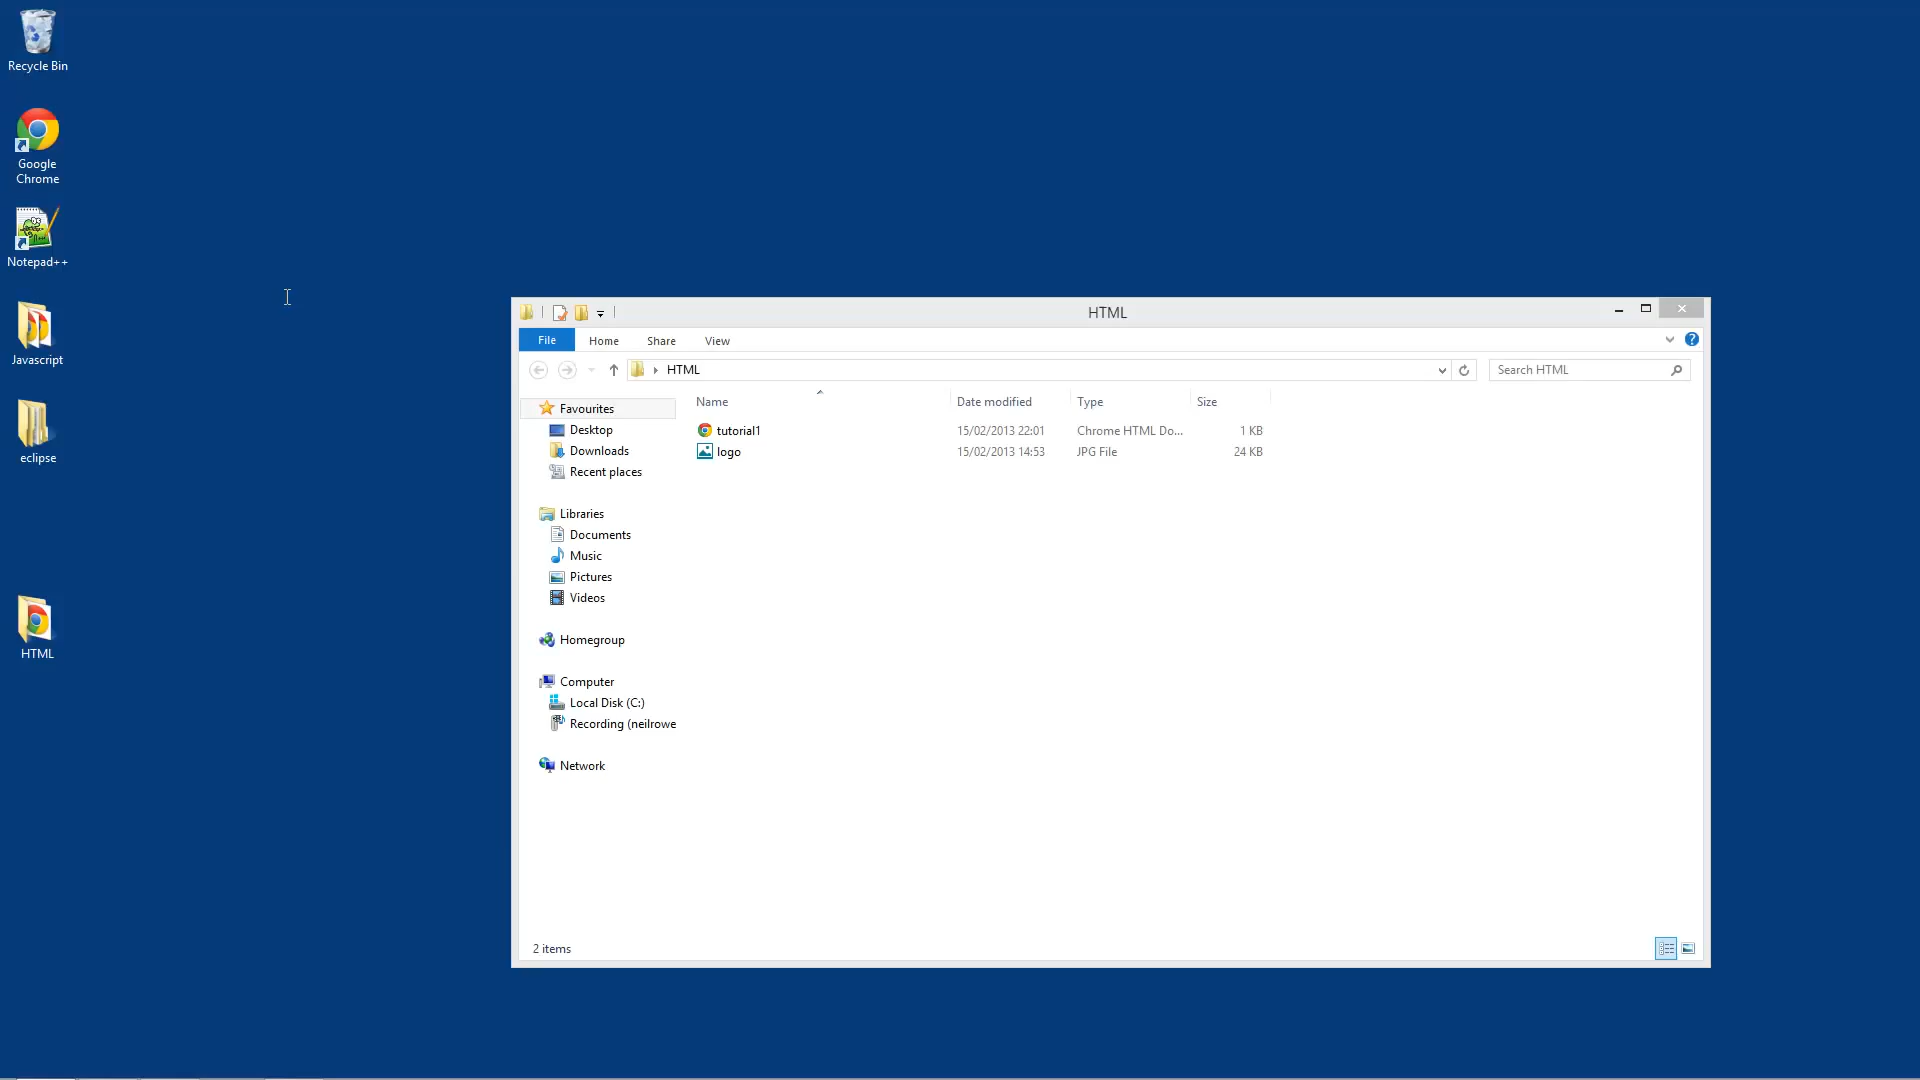 Recycle Bin
Google
Chrome
Notepad++
Javascript
eclipse
HTML
HTML
File Home Share View
HTML
Search HTML
Name Date modified Type Size
tutorial1 15/02/2013 22:01 Chrome HTML Do... 1 KB
logo 15/02/2013 14:53 JPG File 24 KB
Favourites
Desktop
Downloads
Recent places
Libraries
Documents
Music
Pictures
Videos
Homegroup
Computer
Local Disk (C:)
Recording (neilrowe
Network
2 items